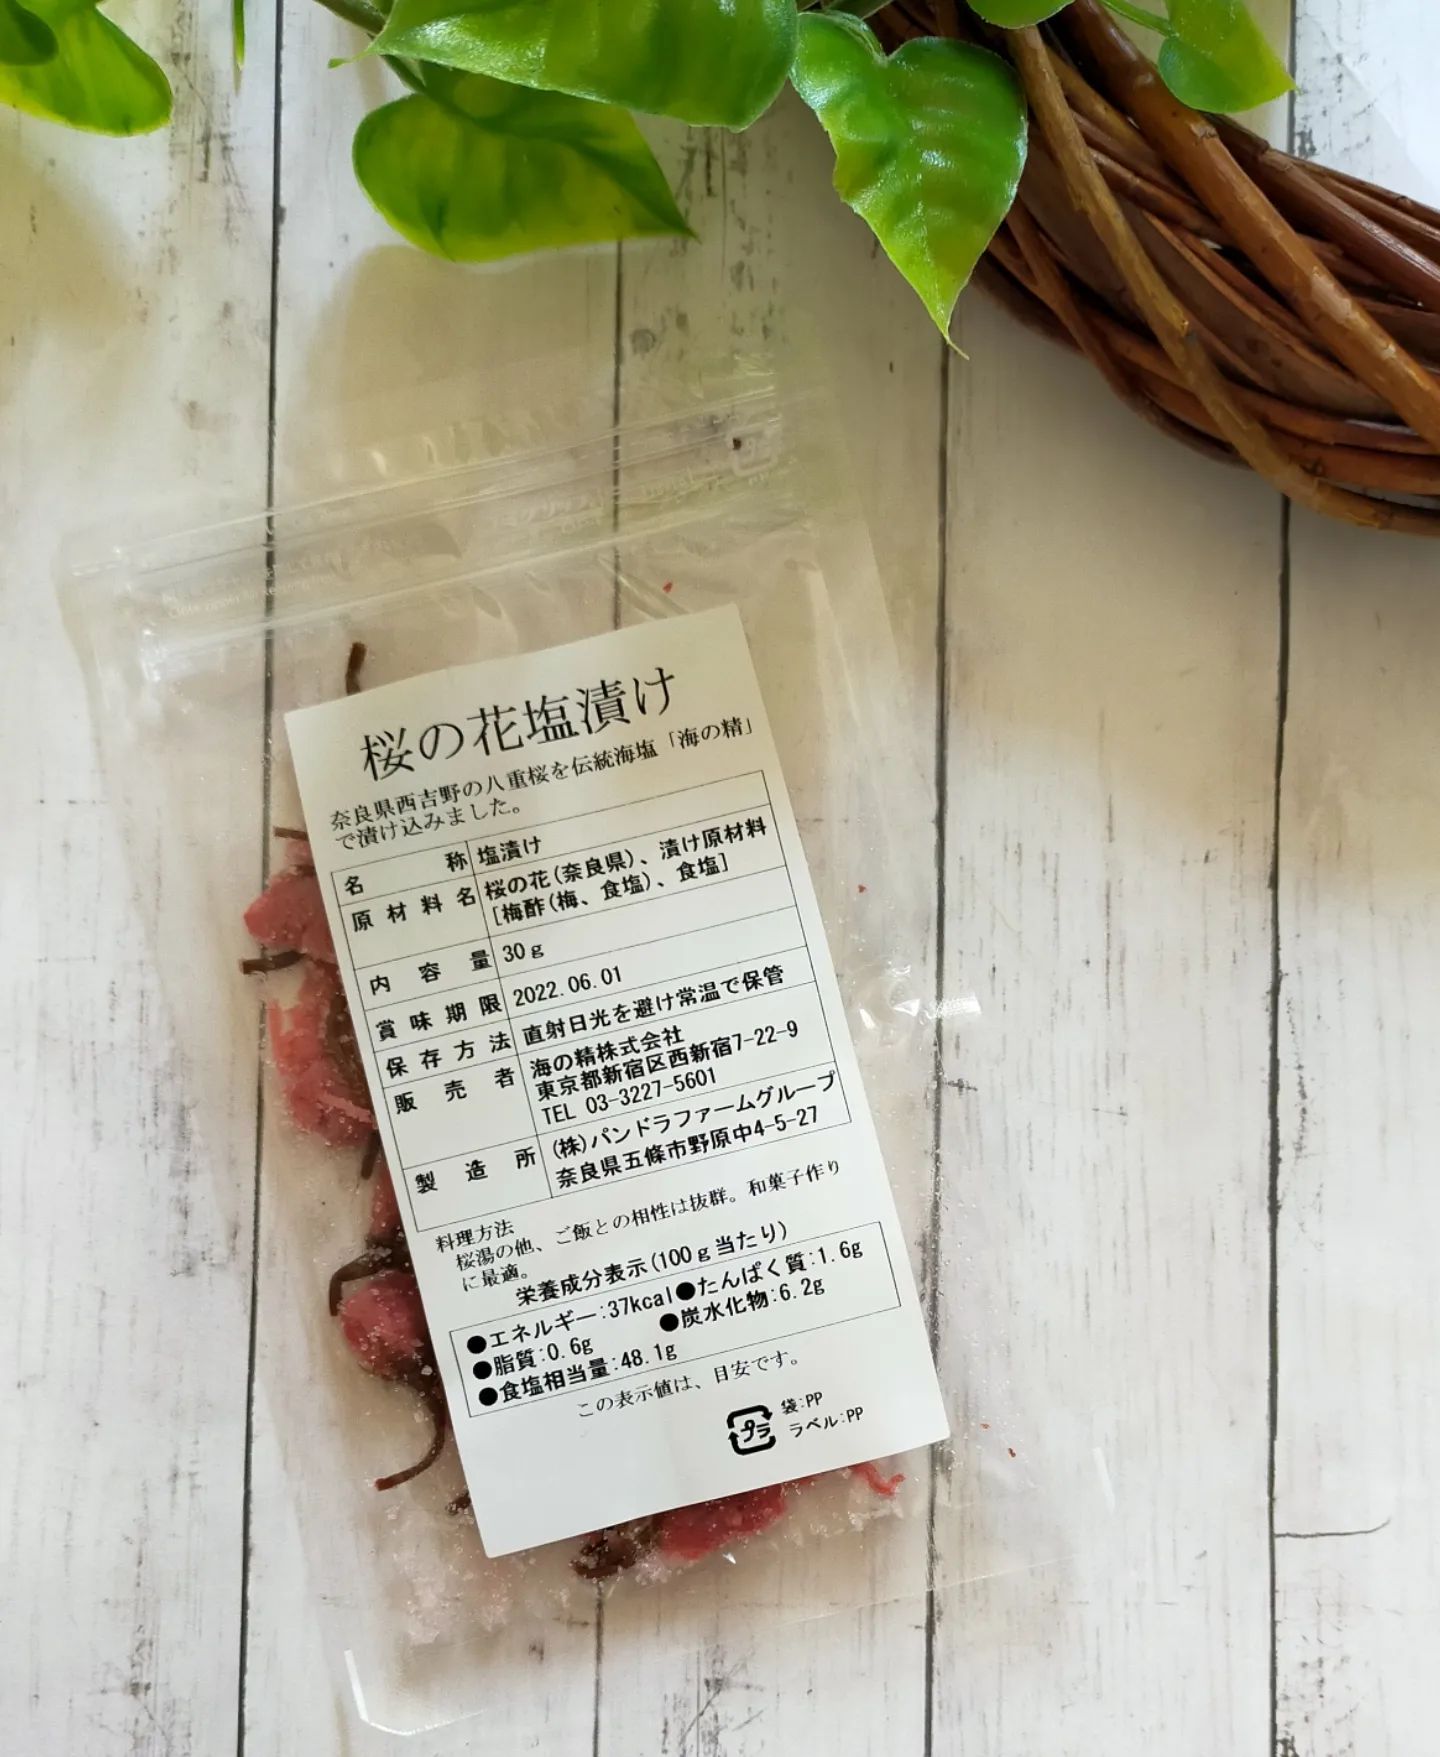 桜の花塩漬け
奈良県西吉野の八重桜を伝統海塩「海の精」
で漬け込みました。
名称 塩漬け
原材料名 桜の花(奈良県)、漬け原材料
[梅酢(梅、食塩)、食塩]
内容量 30g
賞味期限 2022.06.01
保存方法 直射日光を避け常温で保管
販売者 海の精株式会社
東京都新宿区西新宿7-22-9
TEL 03-3227-5601
製造所 (株)パンドラファームグループ
奈良県五條市野原中4-5-27
料理方法
桜湯の他、ご飯との相性は抜群。和菓子作り
に最適。
栄養成分表示(100g当たり)
●エネルギー:37kcal●たんぱく質:1.6g
●脂質:0.6g ●炭水化物:6.2g
●食塩相当量:48.1g
この表示値は、目安です。
プラ
袋:PP
ラベル:PP